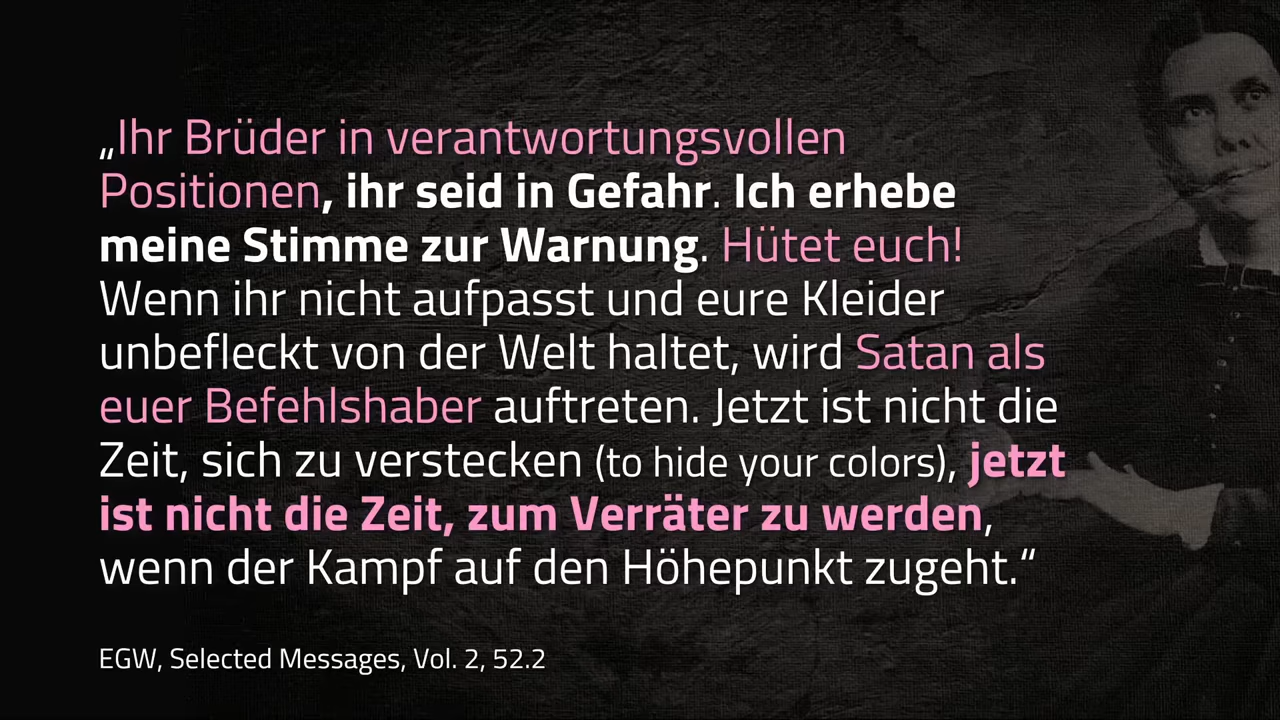 „Ihr Brüder in verantwortungsvollen
Positionen, ihr seid in Gefahr. Ich erhebe
meine Stimme zur Warnung. Hütet euch!
Wenn ihr nicht aufpasst und eure Kleider
unbefleckt von der Welt haltet, wird Satan als
euer Befehlshaber auftreten. Jetzt ist nicht die
Zeit, sich zu verstecken (to hide your colors), jetzt
ist nicht die Zeit, zum Verräter zu werden,
wenn der Kampf auf den Höhepunkt zugeht.“
EGW, Selected Messages, Vol. 2, 52.2